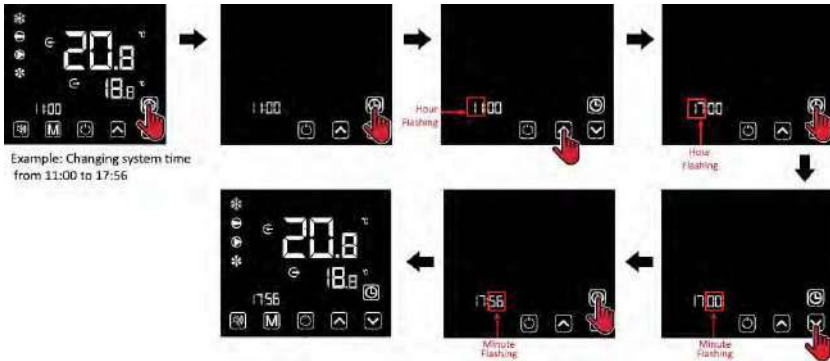 20.8 °C
18.8 °C
11:00
M
11:00
Hour
Flashing
11:00
17:00
Hour
Flashing
Example: Changing system time
from 11:00 to 17:56
20.8 °C
18.8 °C
17:56
M
17:56
Minute
Flashing
17:00
Minute
Flashing